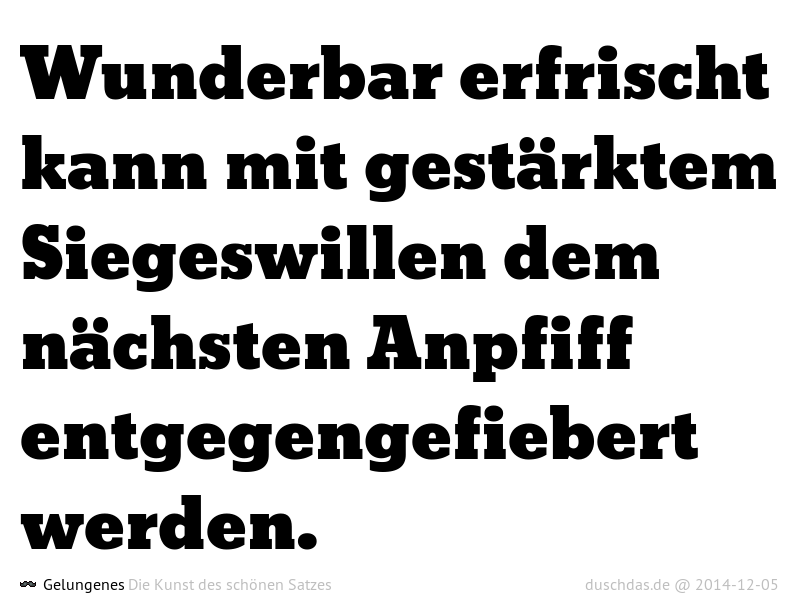 Wunderbar erfrischt
kann mit gestärktem
Siegeswillen dem
nächsten Anpfiff
entgegengefiebert
werden.
Gelungenes Die Kunst des schönen Satzes duschdas.de @ 2014-12-05